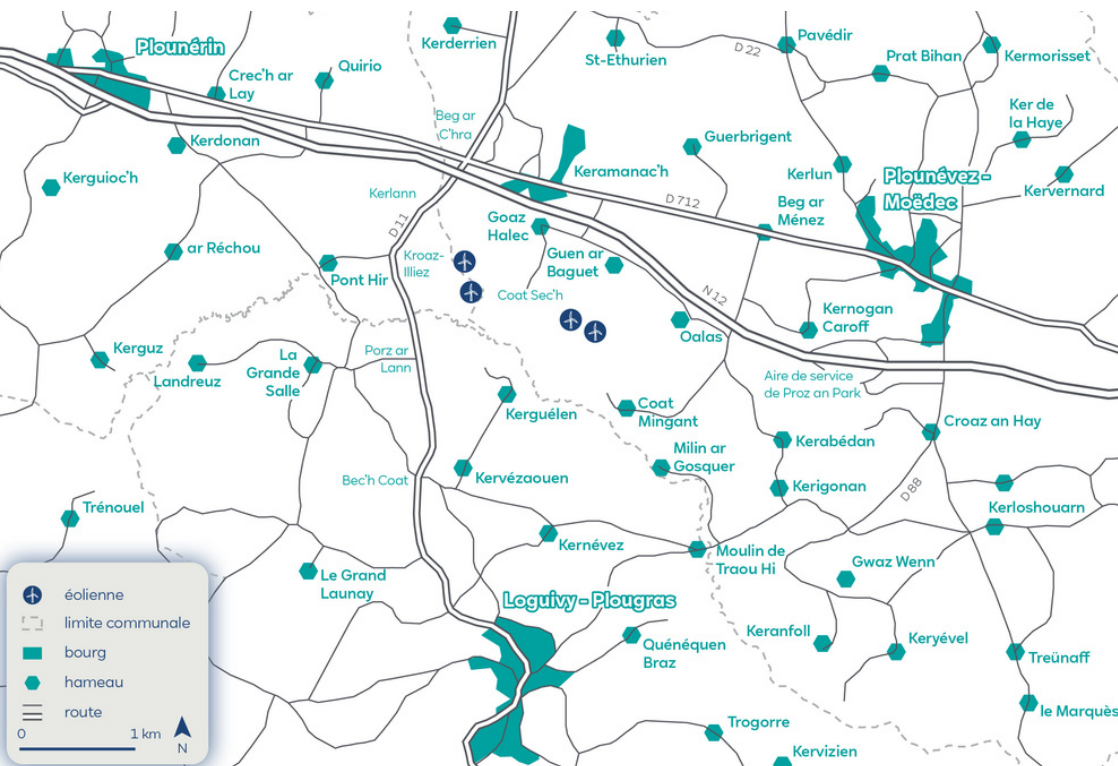 Plounérin
Kerderrien
St-Ethurien
D 22
Pavédir
Prat Bihan
Kermorisset
Crec'h ar
Lay
Quirio
Beg ar
C'hra
Ker de
la Haye
Kerdonan
Guerbrigent
Kerlun
Plounévez -
Moëdec
Kervernard
Kerguioc'h
Kerlann
Keramanac'h
D 712
Beg ar
Ménez
D 11
Goaz
Halec
ar Réchou
Kroaz-
Illiez
Guen ar
Baguet
Pont Hir
Coat Sec'h
N12
Kernogan
Caroff
Oalas
Kerguz
Landreuz
La
Grande
Salle
Porz ar
Lann
Aire de service
de Proz an Park
Kerguélen
Coat
Mingant
Croaz an Hay
Kerabédan
Milin ar
Gosquer
Bec'h Coat
Kervézaouen
Kerigonan
D 88
Kerloshouarn
Trénouel
Kernévez
Moulin de
Traou Hi
Gwaz Wenn
Le Grand
Launay
Loguivy - Plougras
Quénéquen
Braz
Keranfoll
Keryével
Treünaff
le Marquès
Trogorre
Kervizien
éolienne
limite communale
bourg
hameau
route
0
1 km
N